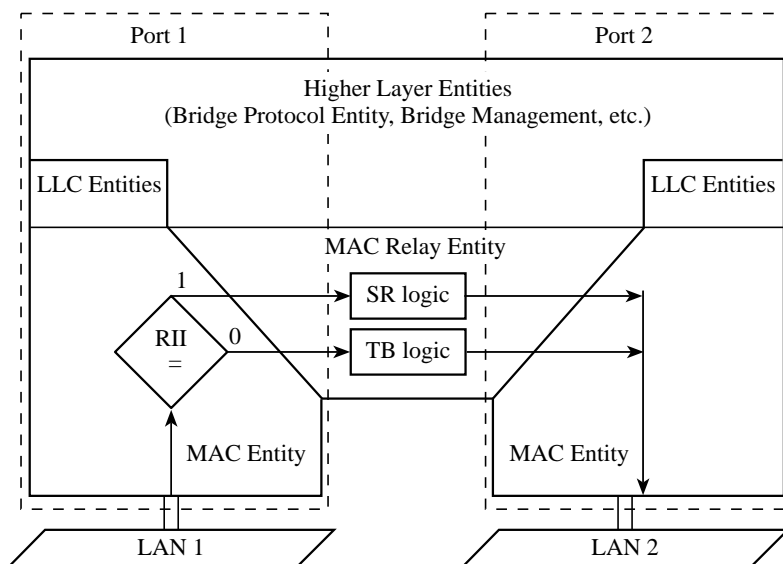 Port 1
Port 2
Higher Layer Entities
(Bridge Protocol Entity, Bridge Management, etc.)
LLC Entities
LLC Entities
MAC Relay Entity
1
SR logic
RII
=
0
TB logic
MAC Entity
MAC Entity
LAN 1
LAN 2